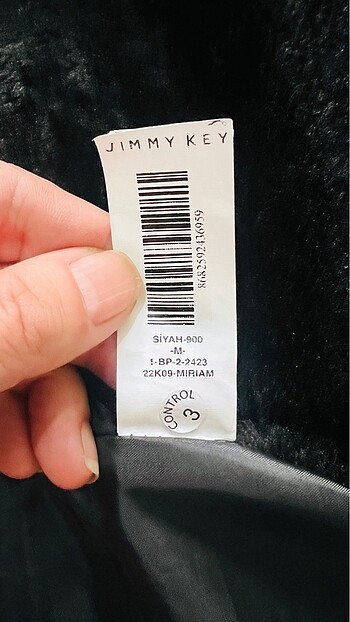 JIMMY KEY
8682592436959
SİYAH-900
-M-
1-BP-2-2423
22K09-MIRIAM
CONTROL
3